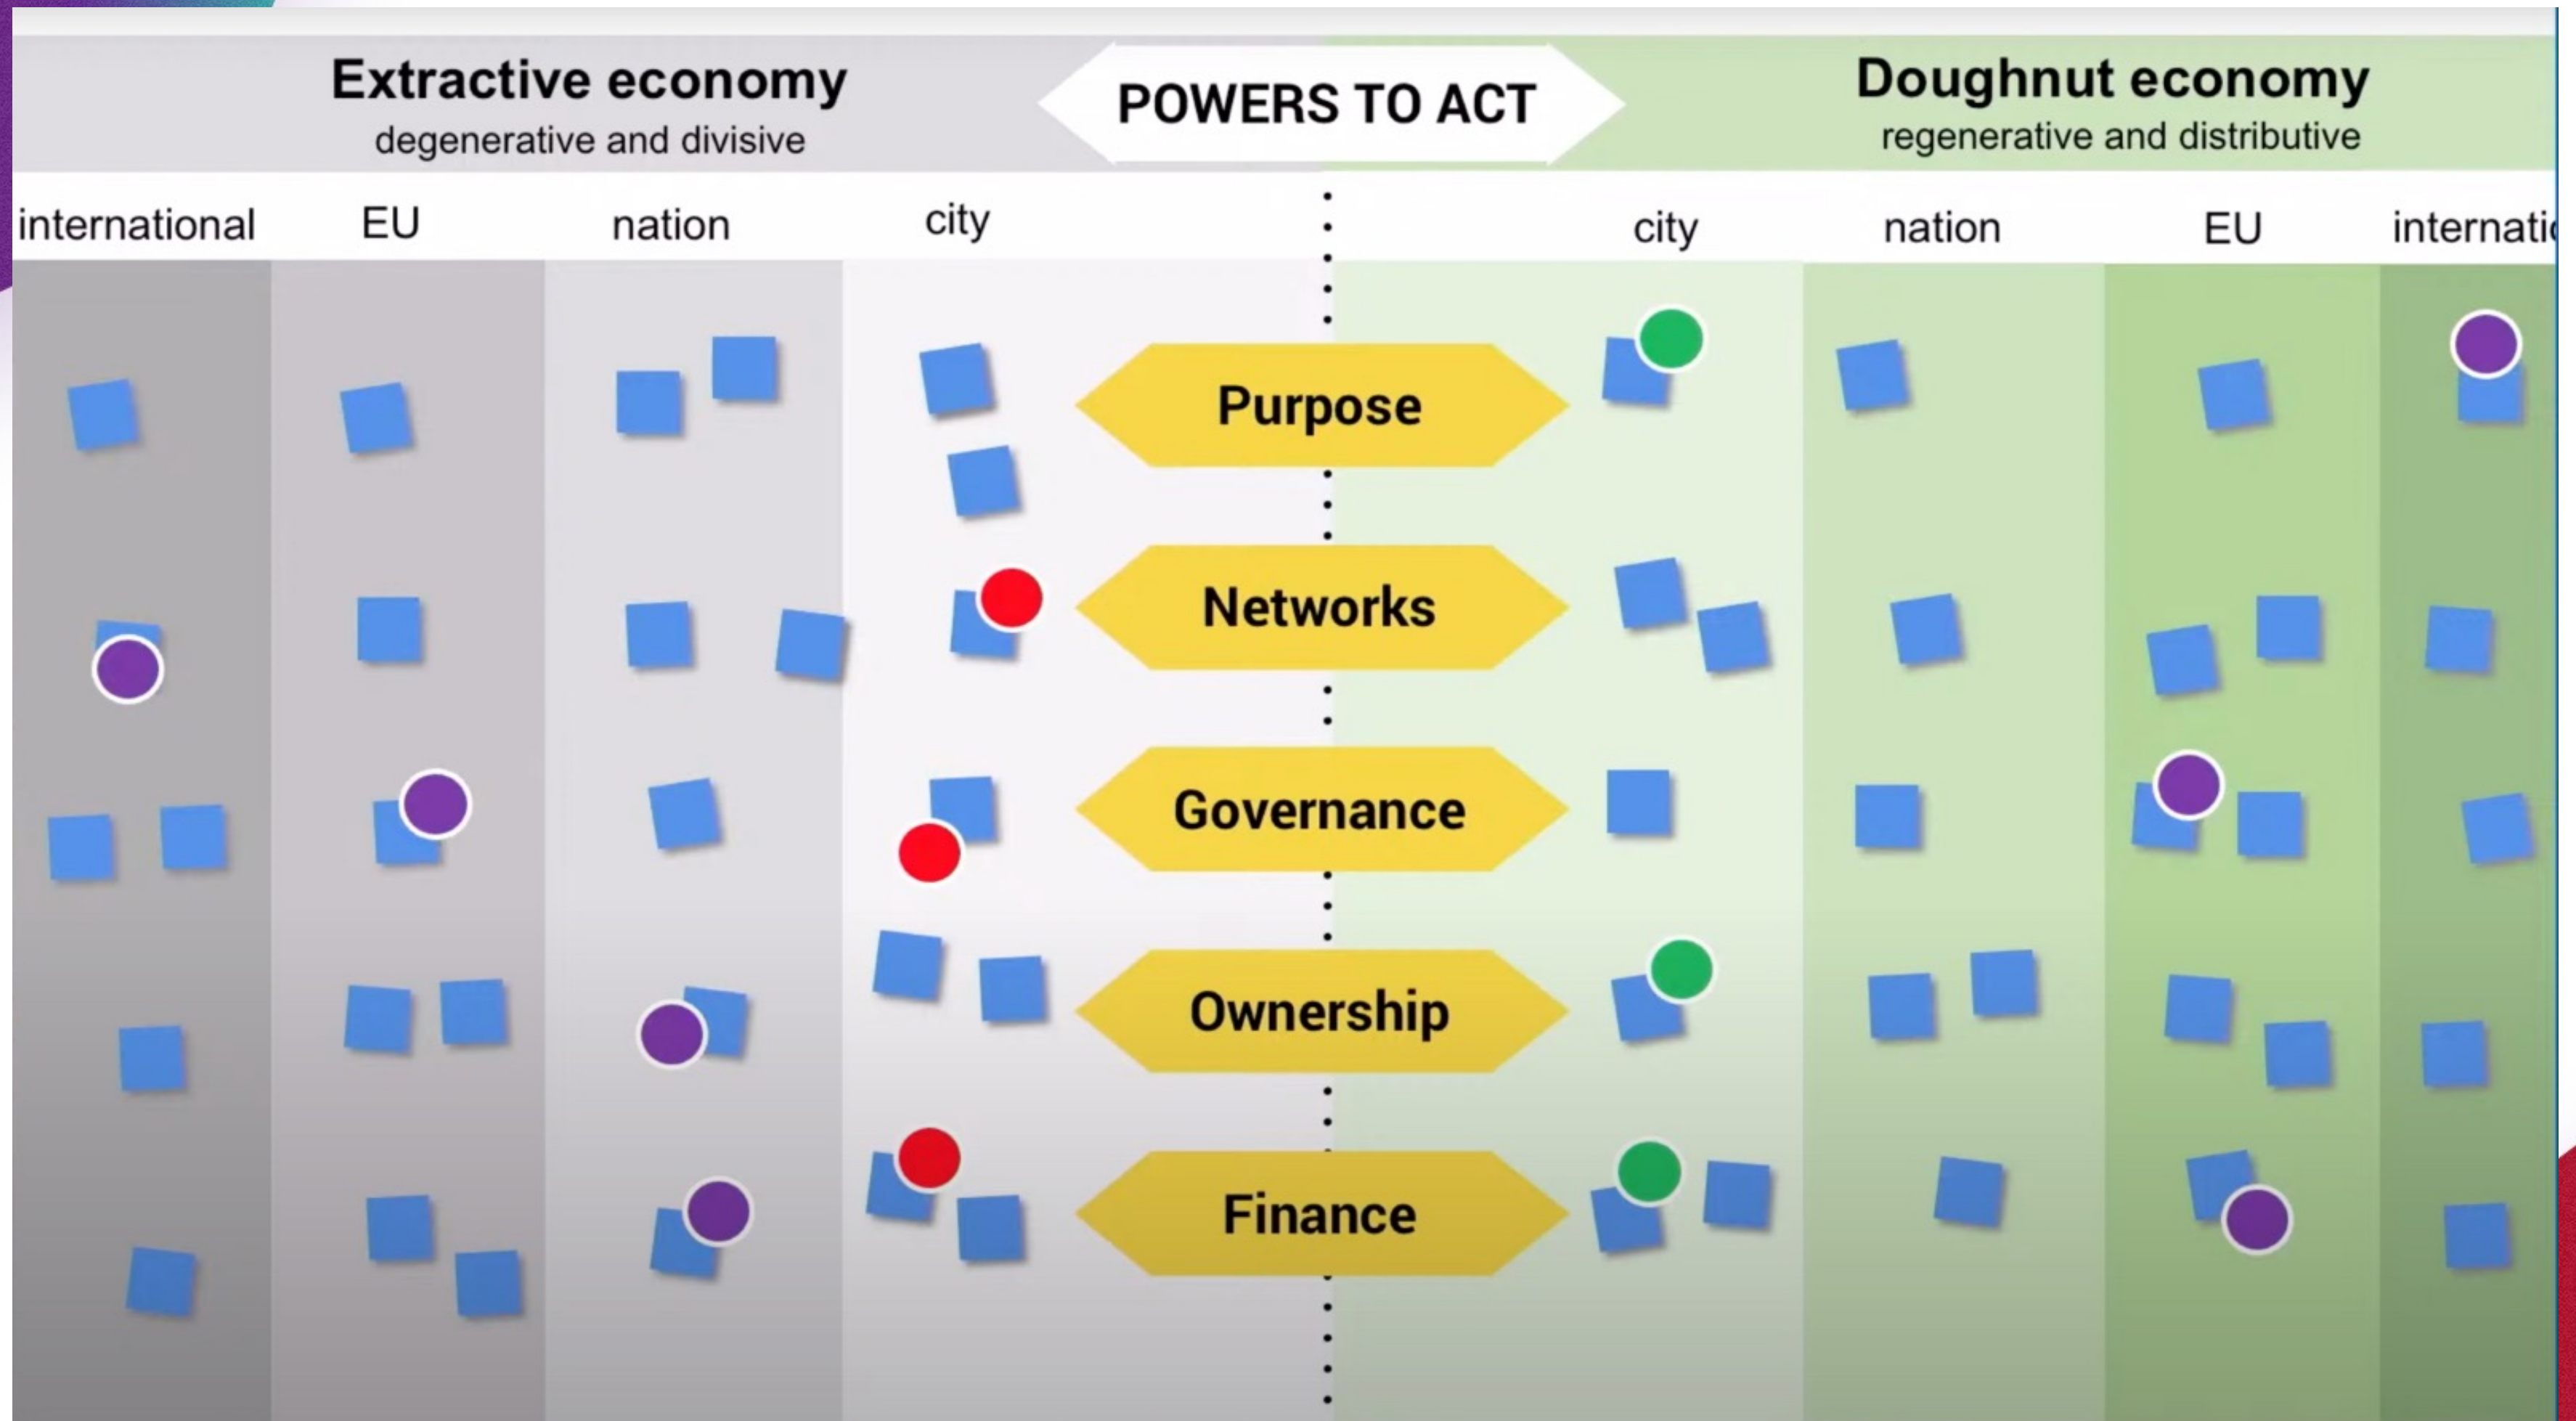 Extractive economy
degenerative and divisive
POWERS TO ACT
Doughnut economy
regenerative and distributive
international
EU
nation
city
city
nation
EU
internatio
Purpose
Networks
Governance
Ownership
Finance